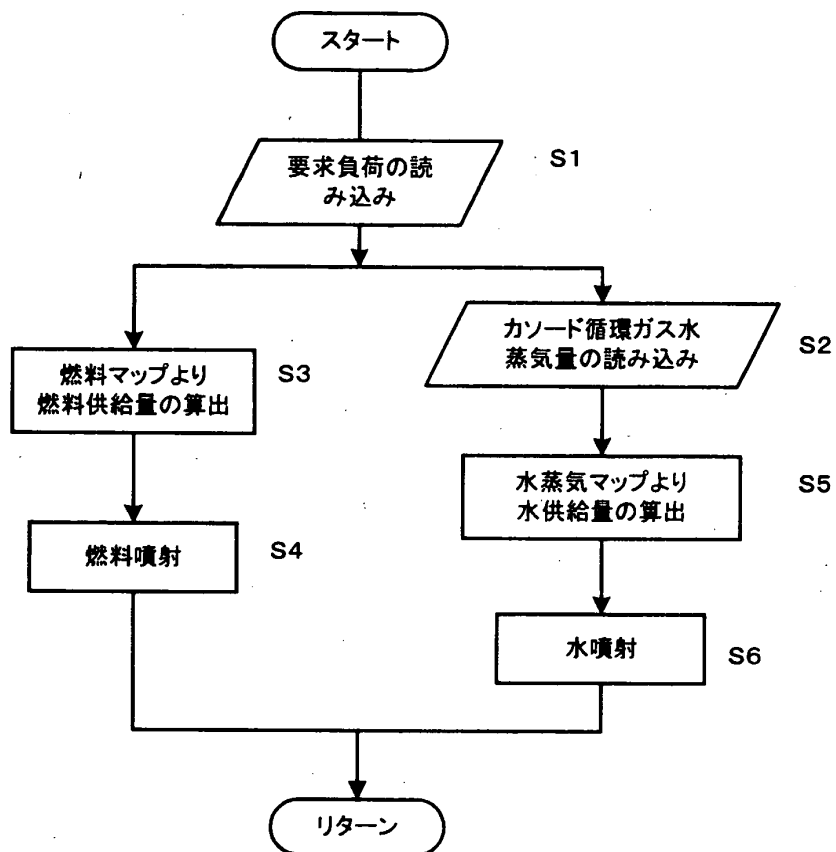 スタート
要求負荷の読
み込み
S1
カソード循環ガス水
蒸気量の読み込み
S2
燃料マップより
燃料供給量の算出
S3
水蒸気マップより
水供給量の算出
S5
燃料噴射
S4
水噴射
S6
リターン